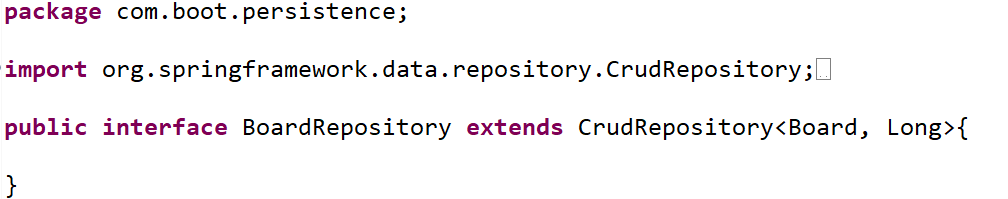 package com.boot.persistence;
import org.springframework.data.repository.CrudRepository;
public interface BoardRepository extends CrudRepository<Board, Long>{
}